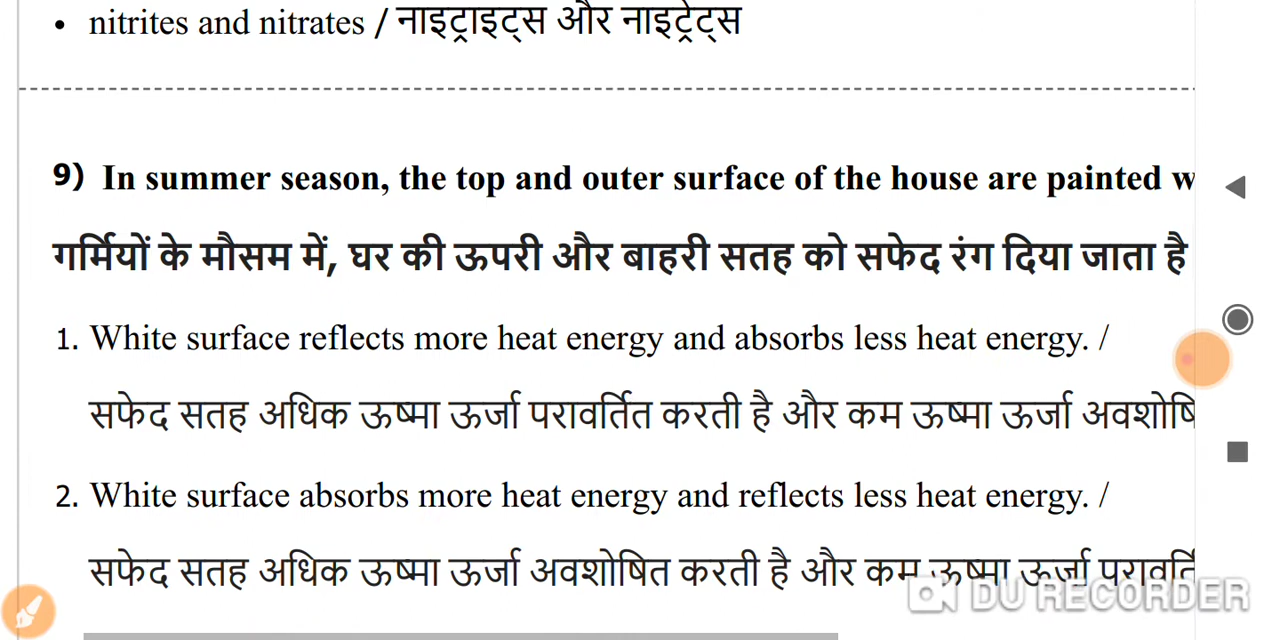 • nitrites and nitrates / नाइट्राइट्स और नाइट्रेट्स
9) In summer season, the top and outer surface of the house are painted w
गर्मियों के मौसम में, घर की ऊपरी और बाहरी सतह को सफेद रंग दिया जाता है
1. White surface reflects more heat energy and absorbs less heat energy. /
सफेद सतह अधिक ऊष्मा ऊर्जा परावर्तित करती है और कम ऊष्मा ऊर्जा अवशोषि
2. White surface absorbs more heat energy and reflects less heat energy. /
सफेद सतह अधिक ऊष्मा ऊर्जा अवशोषित करती है और कम ऊष्मा ऊर्जा परावर्ति
DU RECORDER